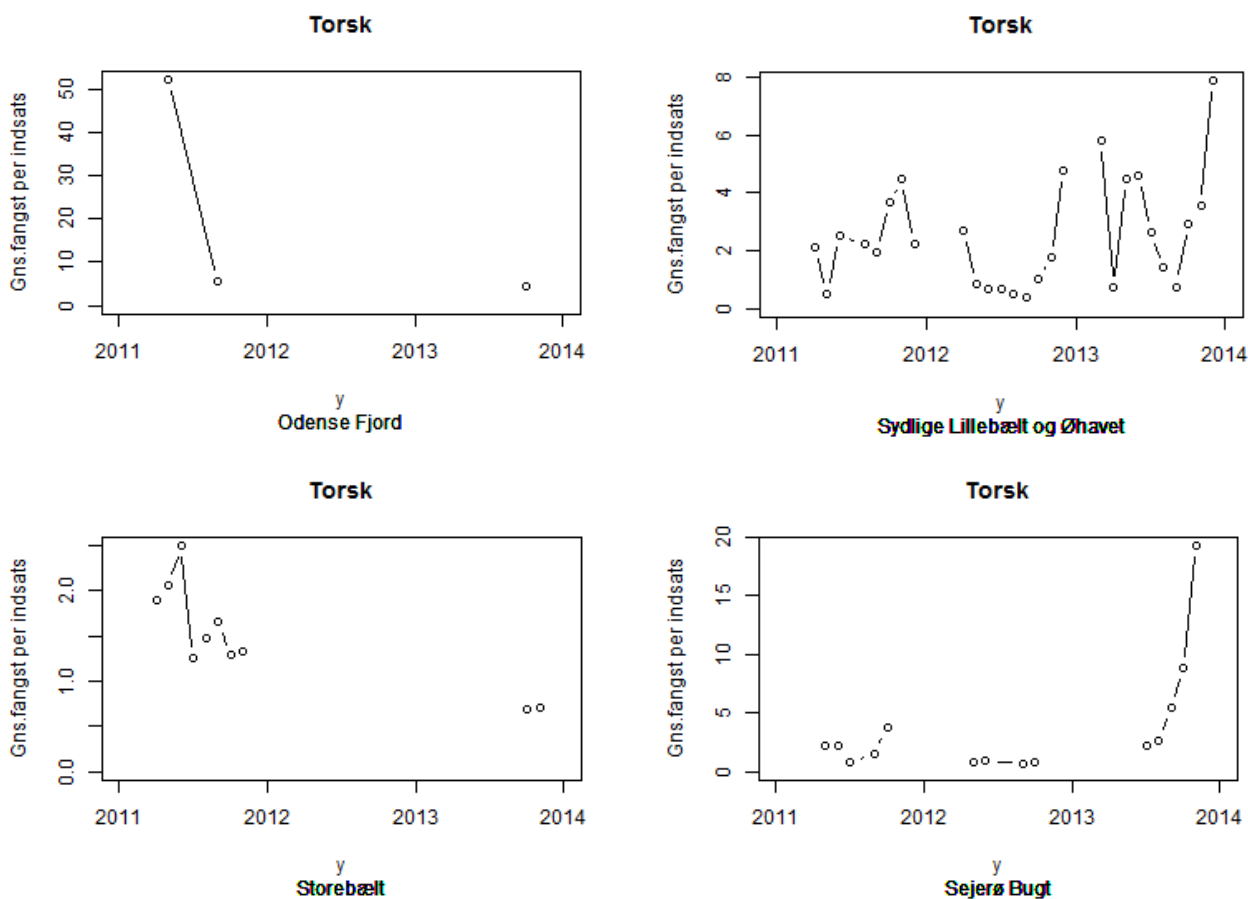 Torsk
Gns.fangst per indsats
50
40
30
20
10
0
2011 2012 2013 2014
y
Odense Fjord
Torsk
Gns.fangst per indsats
8
6
4
2
0
2011 2012 2013 2014
y
Sydlige Lillebælt og Øhavet
Torsk
Gns.fangst per indsats
2.0
1.0
0.0
2011 2012 2013 2014
y
Storebælt
Torsk
Gns.fangst per indsats
20
15
10
5
0
2011 2012 2013 2014
y
Sejerø Bugt